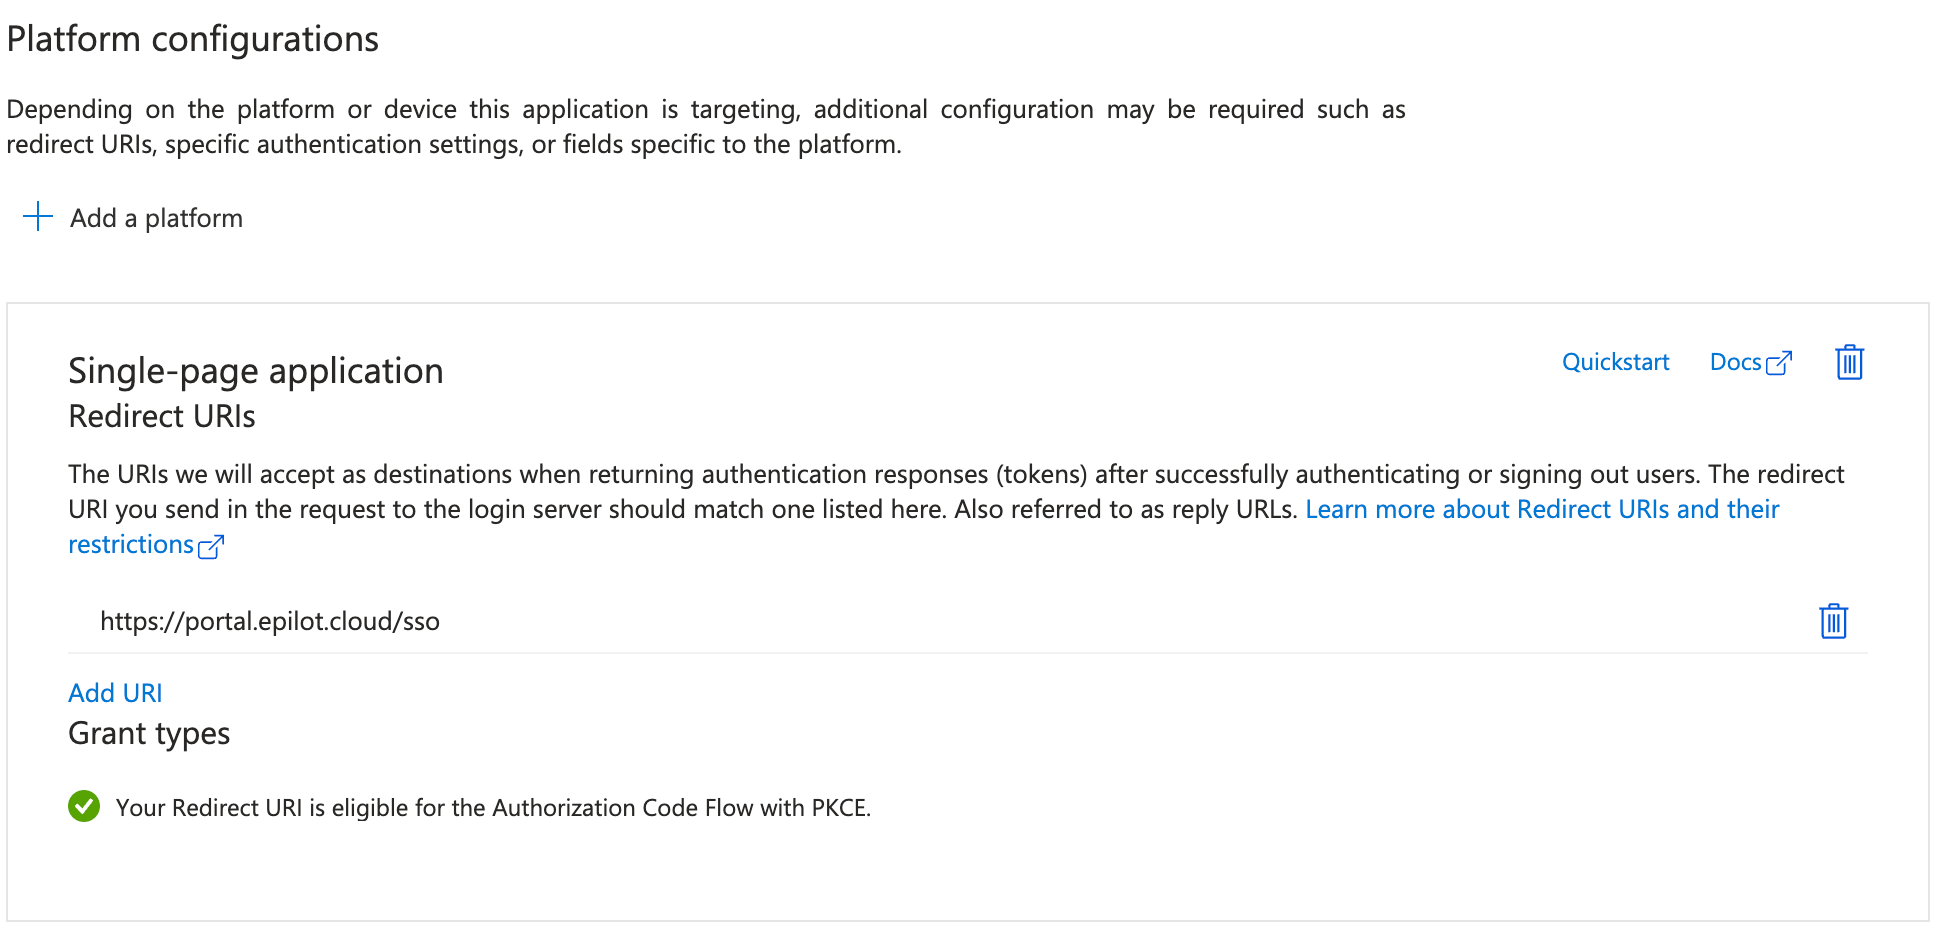 Platform configurations
Depending on the platform or device this application is targeting, additional configuration may be required such as
redirect URIs, specific authentication settings, or fields specific to the platform.
Add a platform
Single-page application
Quickstart
Docs
Redirect URIs
The URIs we will accept as destinations when returning authentication responses (tokens) after successfully authenticating or signing out users. The redirect
URI you send in the request to the login server should match one listed here. Also referred to as reply URLs. Learn more about Redirect URIs and their
restrictions
https://portal.epilot.cloud/sso
Add URI
Grant types
Your Redirect URI is eligible for the Authorization Code Flow with PKCE.